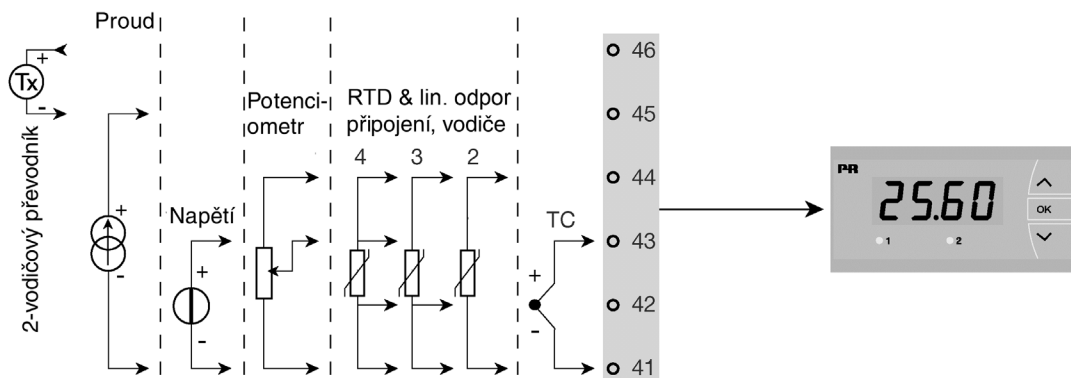 Proud
+
Tx
-
2-vodičový převodník
+
-
Napětí
+
-
Potenci-
ometr
RTD & lin. odpor
připojení, vodiče
4 3 2
TC
+
-
46
45
44
43
42
41
PR
25.60
1 2
OK